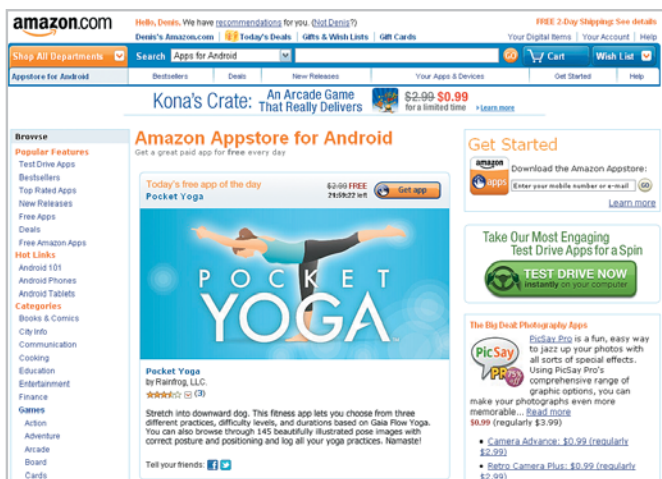 amazon.com
Hello, Denis. We have recommendations for you. (Not Denis?)
FREE 2-Day Shipping: See details
Denis's Amazon.com | Today's Deals | Gifts & Wish Lists | Gift Cards
Your Digital Items | Your Account | Help
Shop All Departments
Search Apps for Android
GO
Cart
Wish List
Appstore for Android
Bestsellers
Deals
New Releases
Your Apps & Devices
Get Started
Help
Kona's Crate: An Arcade Game
That Really Delivers
$2.99 $0.99
for a limited time
Learn more
Browse
Popular Features
Test Drive Apps
Bestsellers
Top Rated Apps
New Releases
Free Apps
Deals
Free Amazon Apps
Hot Links
Android 101
Android Phones
Android Tablets
Categories
Books & Comics
City Info
Communication
Cooking
Education
Entertainment
Finance
Games
Action
Adventure
Arcade
Board
Cards
Amazon Appstore for Android
Get a great paid app for free every day
Today's free app of the day
Pocket Yoga
$2.99 FREE
21:59:22 left
Get app
POCKET
YOGA
Pocket Yoga
by Rainfrog, LLC.
(3)
Stretch into downward dog. This fitness app lets you choose from three
different practices, difficulty levels, and durations based on Gaia Flow Yoga.
You can also browse through 145 beautifully illustrated pose images with
correct posture and positioning and log all your yoga practices. Namaste!
Tell your friends:
Get Started
amazon
apps
Download the Amazon Appstore:
Enter your mobile number or e-mail
GO
Learn more
Take Our Most Engaging
Test Drive Apps for a Spin
TEST DRIVE NOW
instantly on your computer
The Big Deal: Photography Apps
PicSay
PRO
75%
off
PicSay Pro is a fun, easy way
to jazz up your photos with
all sorts of special effects.
Using PicSay Pro's
comprehensive range of
graphic options, you can
make your photographs even more
memorable... Read more
$0.99 (regularly $3.99)
Camera Advance: $0.99 (regularly
$2.99)
Retro Camera Plus: $0.99 (regularly
$2.99)